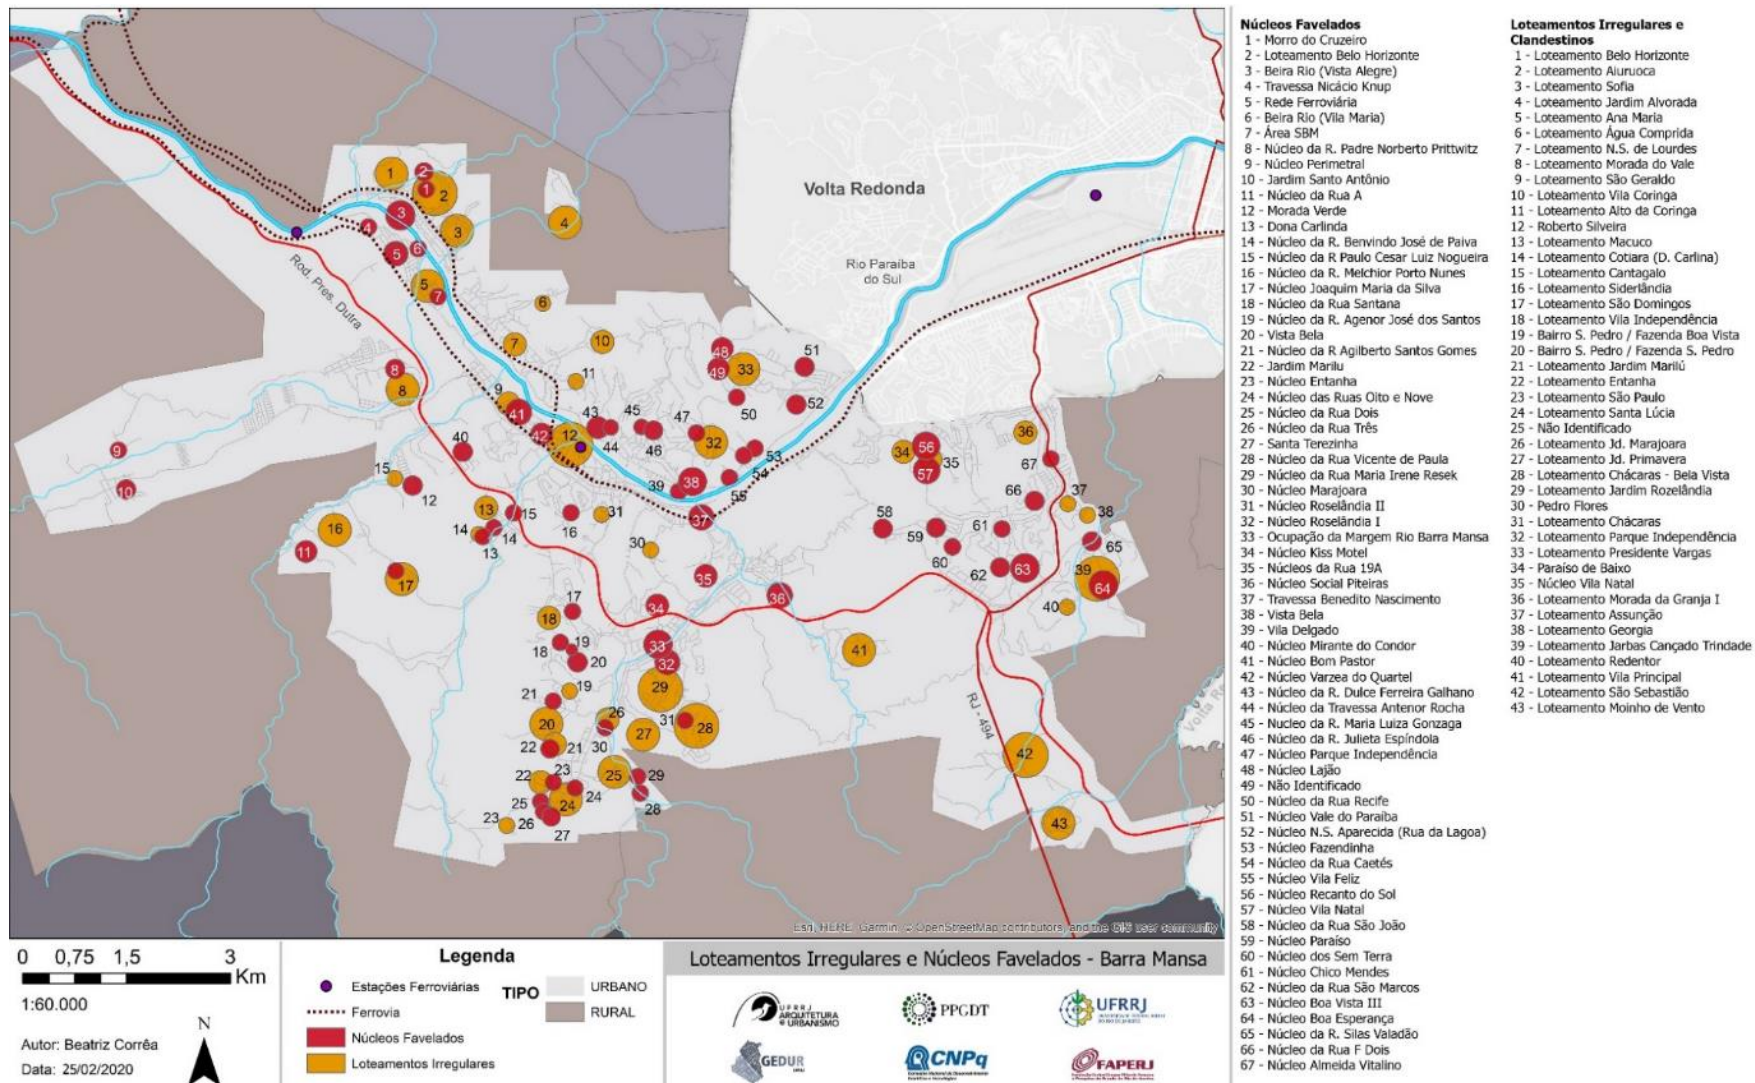 Volta Redonda
Rio Paraíba
do Sul
Rod. Pres. Dutra
RJ - 494
Esri, HERE, Garmin, © OpenStreetMap contributors, and the GIS user community
Núcleos Favelados
1 - Morro do Cruzeiro
2 - Loteamento Belo Horizonte
3 - Beira Rio (Vista Alegre)
4 - Travessa Nicácio Knup
5 - Rede Ferroviária
6 - Beira Rio (Vila Maria)
7 - Área SBM
8 - Núcleo da R. Padre Norberto Prittwitz
9 - Núcleo Perimetral
10 - Jardim Santo Antônio
11 - Núcleo da Rua A
12 - Morada Verde
13 - Dona Carlinda
14 - Núcleo da R. Benvindo José de Paiva
15 - Núcleo da R Paulo Cesar Luiz Nogueira
16 - Núcleo da R. Melchior Porto Nunes
17 - Núcleo Joaquim Maria da Silva
18 - Núcleo da Rua Santana
19 - Núcleo da R. Agenor José dos Santos
20 - Vista Bela
21 - Núcleo da R Agilberto Santos Gomes
22 - Jardim Marilu
23 - Núcleo Entanha
24 - Núcleo das Ruas Oito e Nove
25 - Núcleo da Rua Dois
26 - Núcleo da Rua Três
27 - Santa Terezinha
28 - Núcleo da Rua Vicente de Paula
29 - Núcleo da Rua Maria Irene Resek
30 - Núcleo Marajoara
31 - Núcleo Roselândia II
32 - Núcleo Roselândia I
33 - Ocupação da Margem Rio Barra Mansa
34 - Núcleo Kiss Motel
35 - Núcleos da Rua 19A
36 - Núcleo Social Piteiras
37 - Travessa Benedito Nascimento
38 - Vista Bela
39 - Vila Delgado
40 - Núcleo Mirante do Condor
41 - Núcleo Bom Pastor
42 - Núcleo Varzea do Quartel
43 - Núcleo da R. Dulce Ferreira Galhano
44 - Núcleo da Travessa Antenor Rocha
45 - Nucleo da R. Maria Luiza Gonzaga
46 - Núcleo da R. Julieta Espíndola
47 - Núcleo Parque Independência
48 - Núcleo Lajão
49 - Não Identificado
50 - Núcleo da Rua Recife
51 - Núcleo Vale do Paraíba
52 - Núcleo N.S. Aparecida (Rua da Lagoa)
53 - Núcleo Fazendinha
54 - Núcleo da Rua Caetés
55 - Núcleo Vila Feliz
56 - Núcleo Recanto do Sol
57 - Núcleo Vila Natal
58 - Núcleo da Rua São João
59 - Núcleo Paraíso
60 - Núcleo dos Sem Terra
61 - Núcleo Chico Mendes
62 - Núcleo da Rua São Marcos
63 - Núcleo Boa Vista III
64 - Núcleo Boa Esperança
65 - Núcleo da R. Silas Valadão
66 - Núcleo da Rua F Dois
67 - Núcleo Almeida Vitalino
Loteamentos Irregulares e
Clandestinos
1 - Loteamento Belo Horizonte
2 - Loteamento Aiuruoca
3 - Loteamento Sofia
4 - Loteamento Jardim Alvorada
5 - Loteamento Ana Maria
6 - Loteamento Água Comprida
7 - Loteamento N.S. de Lourdes
8 - Loteamento Morada do Vale
9 - Loteamento São Geraldo
10 - Loteamento Vila Coringa
11 - Loteamento Alto da Coringa
12 - Roberto Silveira
13 - Loteamento Macuco
14 - Loteamento Cotiara (D. Carlina)
15 - Loteamento Cantagalo
16 - Loteamento Siderlândia
17 - Loteamento São Domingos
18 - Loteamento Vila Independência
19 - Bairro S. Pedro / Fazenda Boa Vista
20 - Bairro S. Pedro / Fazenda S. Pedro
21 - Loteamento Jardim Marilú
22 - Loteamento Entanha
23 - Loteamento São Paulo
24 - Loteamento Santa Lúcia
25 - Não Identificado
26 - Loteamento Jd. Marajoara
27 - Loteamento Jd. Primavera
28 - Loteamento Chácaras - Bela Vista
29 - Loteamento Jardim Rozelândia
30 - Pedro Flores
31 - Loteamento Chácaras
32 - Loteamento Parque Independência
33 - Loteamento Presidente Vargas
34 - Paraíso de Baixo
35 - Núcleo Vila Natal
36 - Loteamento Morada da Granja I
37 - Loteamento Assunção
38 - Loteamento Georgia
39 - Loteamento Jarbas Cançado Trindade
40 - Loteamento Redentor
41 - Loteamento Vila Principal
42 - Loteamento São Sebastião
43 - Loteamento Moinho de Vento
0 0,75 1,5 3
Km
1:60.000
Autor: Beatriz Corrêa
Data: 25/02/2020
N
Legenda
Estações Ferroviárias
Ferrovia
Núcleos Favelados
Loteamentos Irregulares
TIPO
URBANO
RURAL
Loteamentos Irregulares e Núcleos Favelados - Barra Mansa
UFRRJ
ARQUITETURA
e URBANISMO
PPGDT
UFRRJ
GEDUR
CNPq
FAPERJ